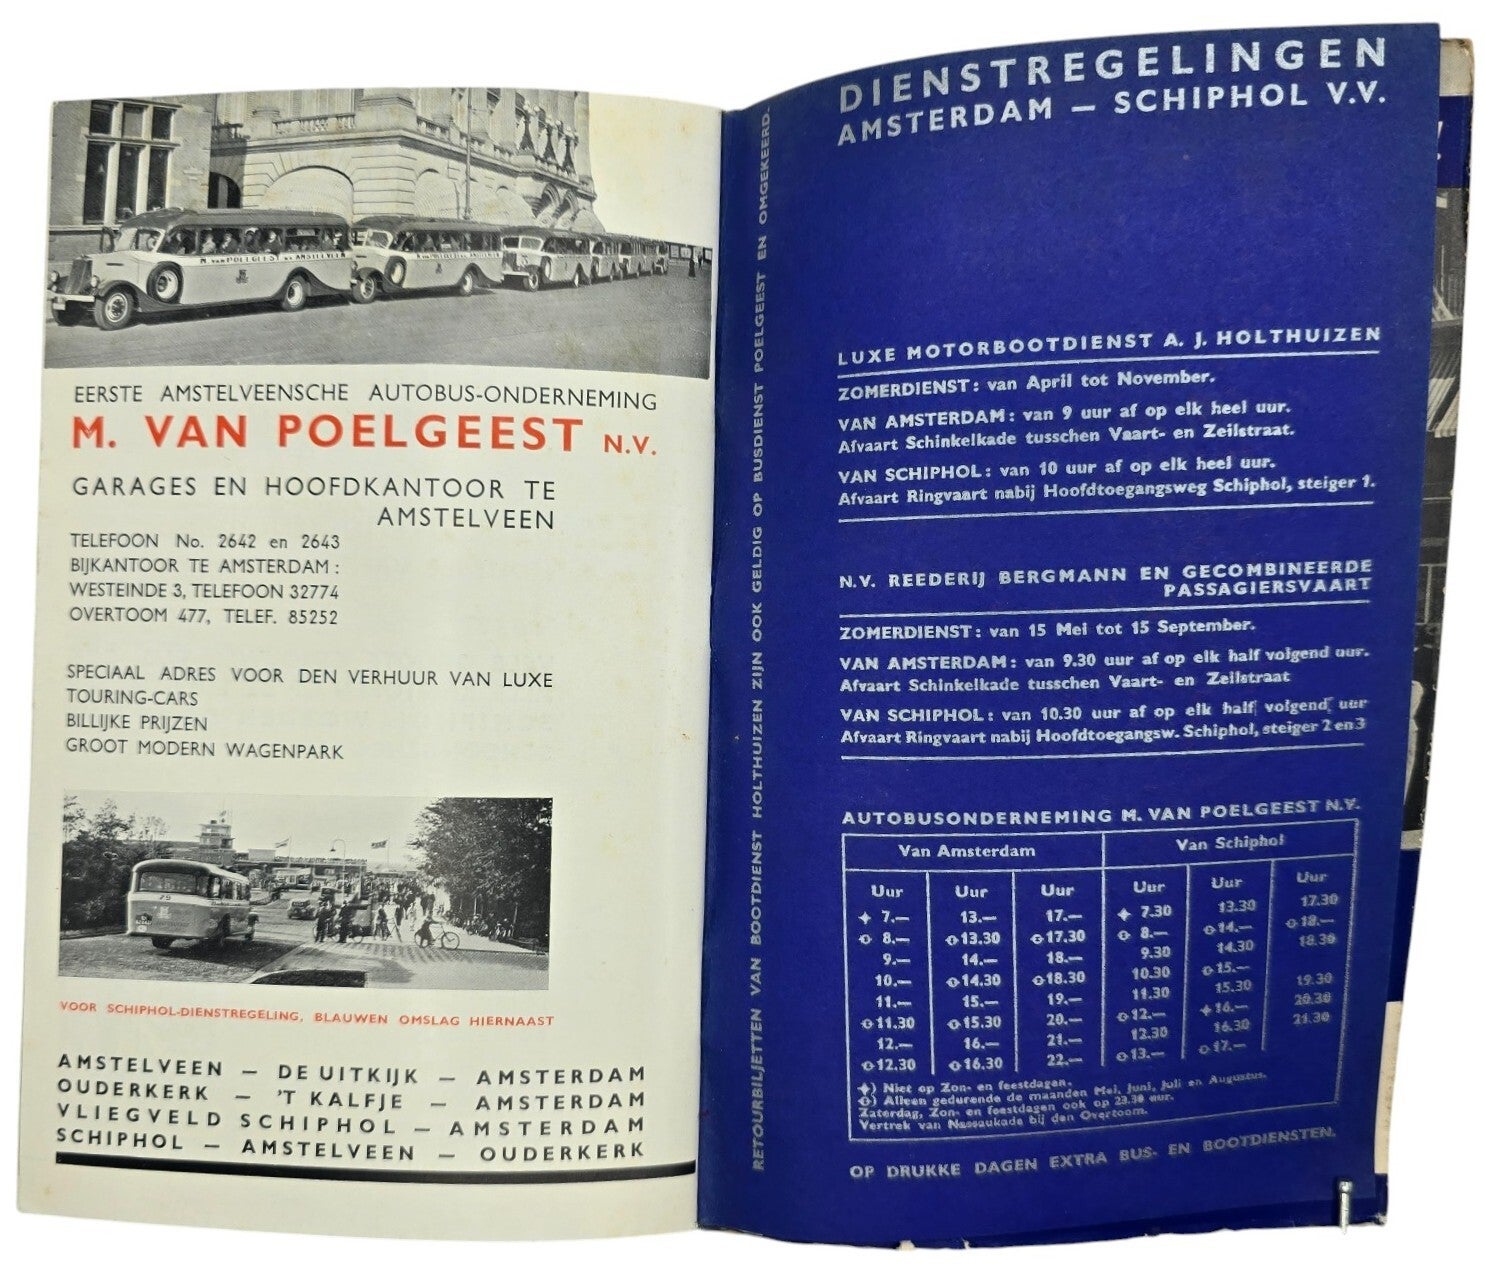 M. VAN POELGEEST N.V. AMSTELVEEN
EERSTE AMSTELVEENSCHE AUTOBUS-ONDERNEMING
M. VAN POELGEEST N.V.
GARAGES EN HOOFDKANTOOR TE
AMSTELVEEN
TELEFOON No. 2642 en 2643
BIJKANTOOR TE AMSTERDAM :
WESTEINDE 3, TELEFOON 32774
OVERTOOM 477, TELEF. 85252
SPECIAAL ADRES VOOR DEN VERHUUR VAN LUXE
TOURING-CARS
BILLIJKE PRIJZEN
GROOT MODERN WAGENPARK
79
VOOR SCHIPHOL-DIENSTREGELING, BLAUWEN OMSLAG HIERNAAST
AMSTELVEEN — DE UITKIJK — AMSTERDAM
OUDERKERK — 'T KALFJE — AMSTERDAM
VLIEGVELD SCHIPHOL — AMSTERDAM
SCHIPHOL — AMSTELVEEN — OUDERKERK
RETOURBILJETTEN VAN BOOTDIENST HOLTHUIZEN ZIJN OOK GELDIG OP BUSDIENST POELGEEST EN OMGEKEERD.
DIENSTREGELINGEN
AMSTERDAM — SCHIPHOL V.V.
LUXE MOTORBOOTDIENST A. J. HOLTHUIZEN
ZOMERDIENST: van April tot November.
VAN AMSTERDAM: van 9 uur af op elk heel uur.
Afvaart Schinkelkade tusschen Vaart- en Zeilstraat.
VAN SCHIPHOL: van 10 uur af op elk heel uur.
Afvaart Ringvaart nabij Hoofdtoegangsweg Schiphol, steiger 1.
N.V. REEDERIJ BERGMANN EN GECOMBINEERDE
PASSAGIERSVAART
ZOMERDIENST: van 15 Mei tot 15 September.
VAN AMSTERDAM: van 9.30 uur af op elk half volgend uur.
Afvaart Schinkelkade tusschen Vaart- en Zeilstraat
VAN SCHIPHOL: van 10.30 uur af op elk half volgend uur
Afvaart Ringvaart nabij Hoofdtoegangsw. Schiphol, steiger 2 en 3
AUTOBUSONDERNEMING M. VAN POELGEEST N.V.
Van Amsterdam Van Schiphol
Uur Uur Uur Uur Uur Uur
✦ 7.— 13.— 17.— ✦ 7.30 13.30 17.30
⊙ 8.— ⊙13.30 ⊙17.30 ⊙ 8.— ⊙14.— ⊙18.—
9.— 14.— 18.— 9.30 14.30 18.30
10.— ⊙14.30 ⊙18.30 10.30 ⊙15.—
11.— 15.— 19.— 11.30 15.30 19.30
⊙11.30 ⊙15.30 20.— ⊙12.— ✦16.— 20.30
12.— 16.— 21.— 12.30 16.30 21.30
⊙12.30 ⊙16.30 22.— ⊙13.— ⊙17.—
✦) Niet op Zon- en feestdagen.
⊙) Alleen gedurende de maanden Mei, Juni, Juli en Augustus.
Zaterdag, Zon- en feestdagen ook op 23.30 uur.
Vertrek van Nassaukade bij den Overtoom.
OP DRUKKE DAGEN EXTRA BUS- EN BOOTDIENSTEN.